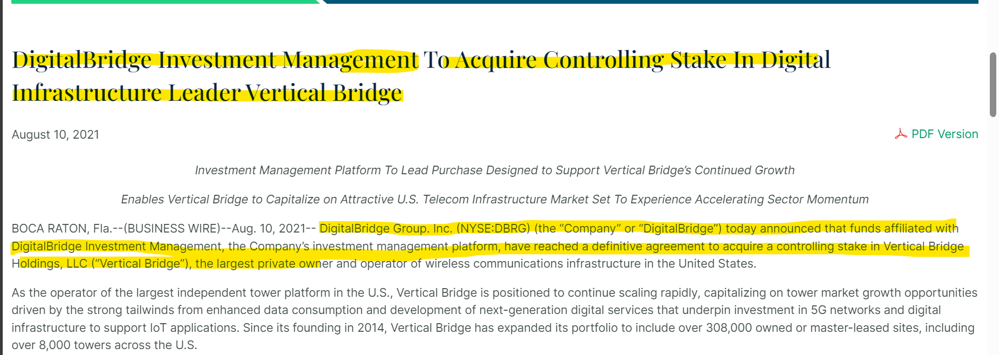 DigitalBridge Investment Management To Acquire Controlling Stake In Digital
Infrastructure Leader Vertical Bridge
August 10, 2021
PDF Version
Investment Management Platform To Lead Purchase Designed to Support Vertical Bridge’s Continued Growth
Enables Vertical Bridge to Capitalize on Attractive U.S. Telecom Infrastructure Market Set To Experience Accelerating Sector Momentum
BOCA RATON, Fla.--(BUSINESS WIRE)--Aug. 10, 2021-- DigitalBridge Group. Inc. (NYSE:DBRG) (the “Company” or “DigitalBridge”) today announced that funds affiliated with
DigitalBridge Investment Management, the Company’s investment management platform, have reached a definitive agreement to acquire a controlling stake in Vertical Bridge
Holdings, LLC (“Vertical Bridge”), the largest private owner and operator of wireless communications infrastructure in the United States.
As the operator of the largest independent tower platform in the U.S., Vertical Bridge is positioned to continue scaling rapidly, capitalizing on tower market growth opportunities
driven by the strong tailwinds from enhanced data consumption and development of next-generation digital services that underpin investment in 5G networks and digital
infrastructure to support IoT applications. Since its founding in 2014, Vertical Bridge has expanded its portfolio to include over 308,000 owned or master-leased sites, including
over 8,000 towers across the U.S.